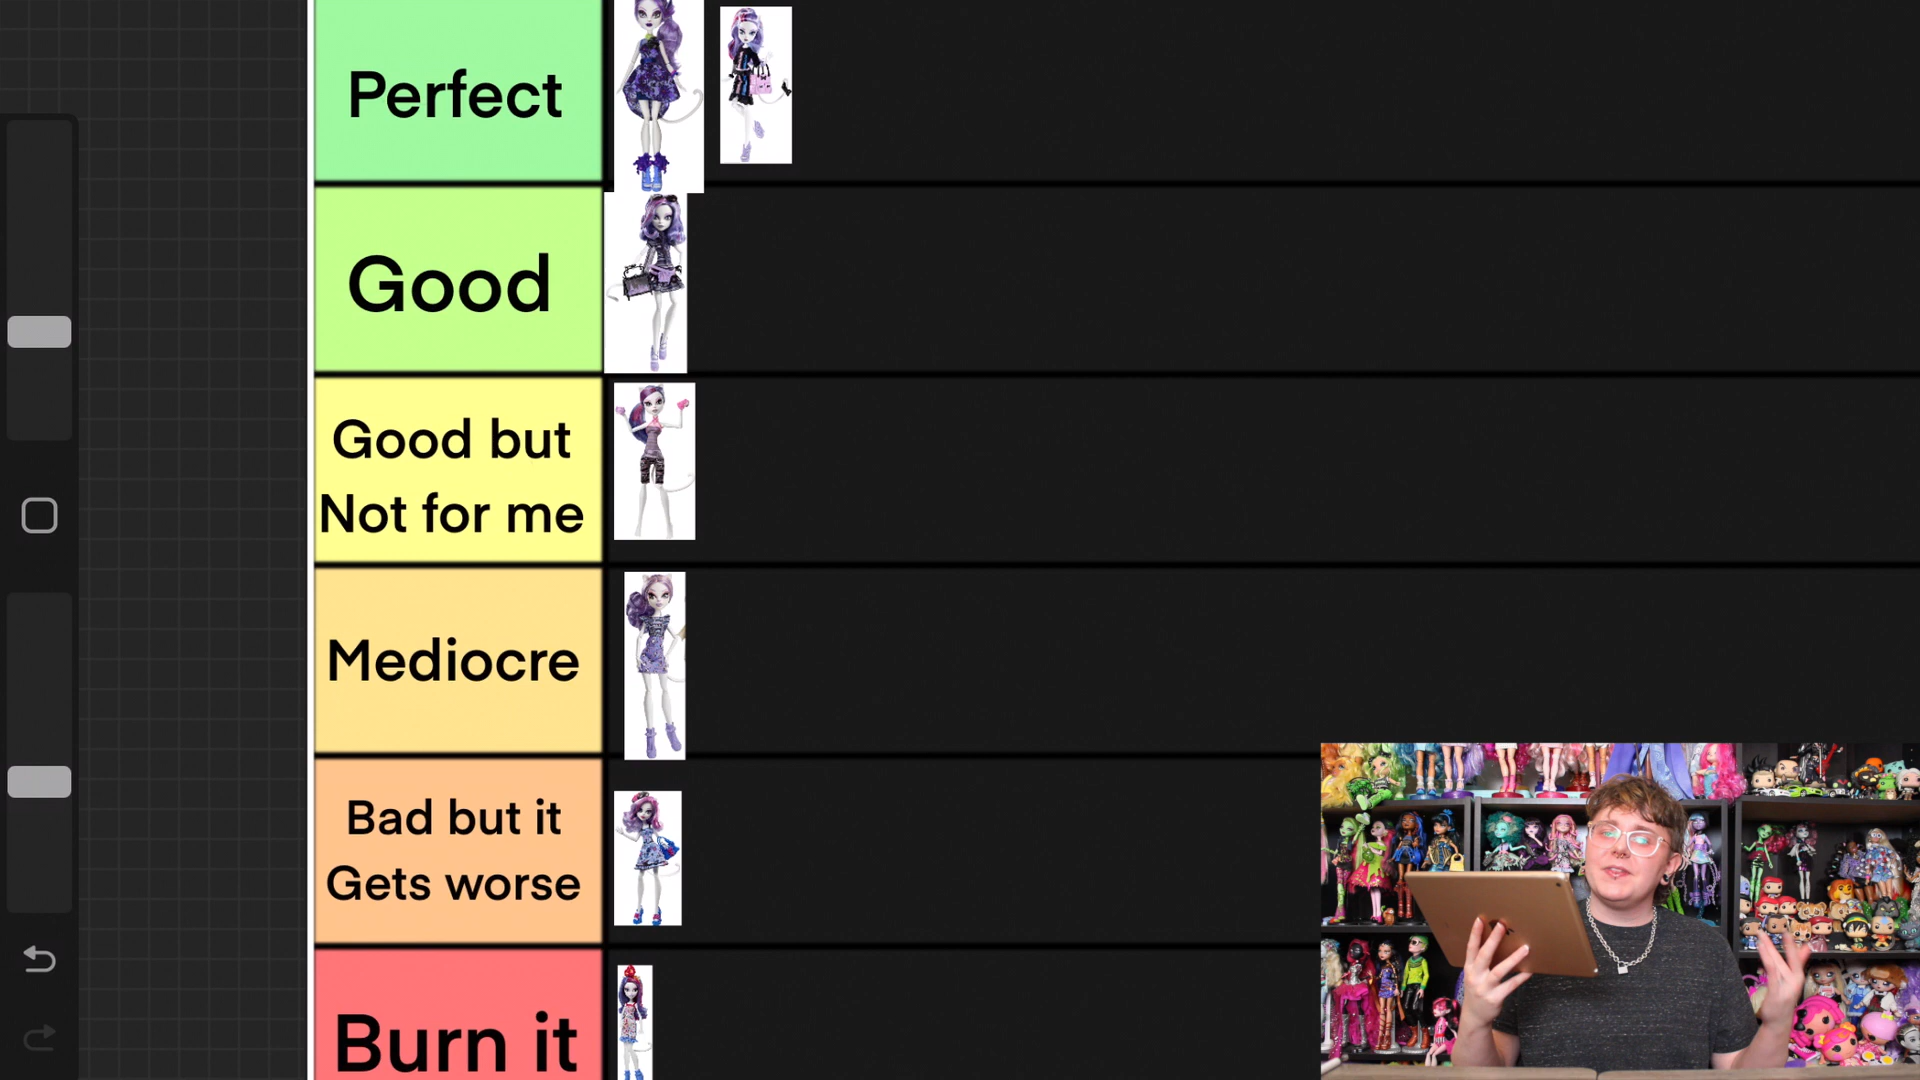 Perfect
Good
Good but
Not for me
Mediocre
Bad but it
Gets worse
Burn it